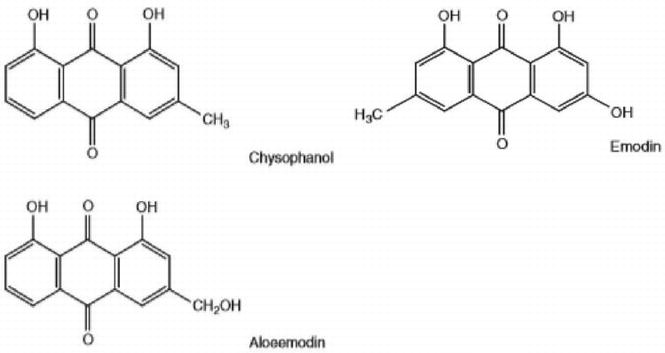 OH O OH
CH3
O
Chysophanol
OH O OH
H3C
OH
O
Emodin
OH O OH
CH2OH
O
Aloeemodin